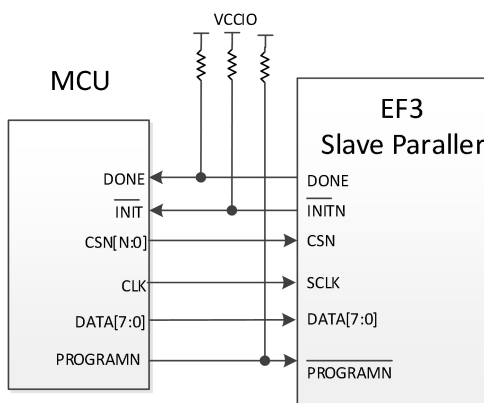 VCCIO
MCU
EF3
Slave Paraller
DONE
DONE
INIT
INITN
CSN[N:0]
CSN
CLK
SCLK
DATA[7:0]
DATA[7:0]
PROGRAMN
PROGRAMN